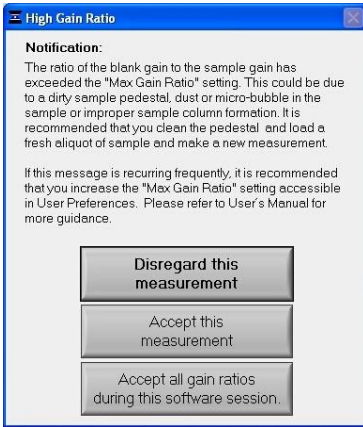 High Gain Ratio
Notification:
The ratio of the blank gain to the sample gain has
exceeded the "Max Gain Ratio" setting. This could be due
to a dirty sample pedestal, dust or micro-bubble in the
sample or improper sample column formation. It is
recommended that you clean the pedestal and load a
fresh aliquot of sample and make a new measurement.
If this message is recurring frequently, it is recommended
that you increase the "Max Gain Ratio" setting accessible
in User Preferences. Please refer to User's Manual for
more guidance.
Disregard this
measurement
Accept this
measurement
Accept all gain ratios
during this software session.